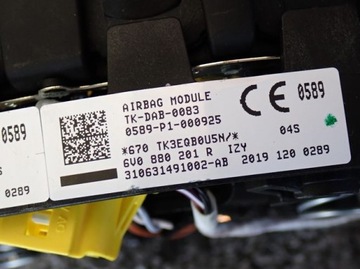 AIRBAG MODULE
TK-DAB-0083
0589-P1-000925
CE 0589
*670 TK3EQB0U5N/* 04S
6V0 880 201 R IZY
310631491002-AB 2019 120 0289
0589
S
0289